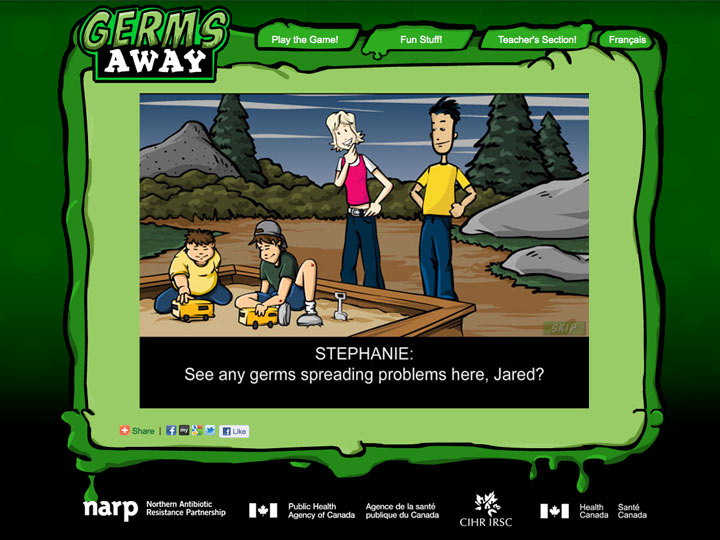 GERMS
AWAY
Play the Game!
Fun Stuff!
Teacher's Section!
Français
SKIP
STEPHANIE:
See any germs spreading problems here, Jared?
Share |
my
Like
narp
Northern Antibiotic
Resistance Partnership
Public Health
Agency of Canada
Agence de la santé
publique du Canada
CIHR IRSC
Health
Canada
Santé
Canada